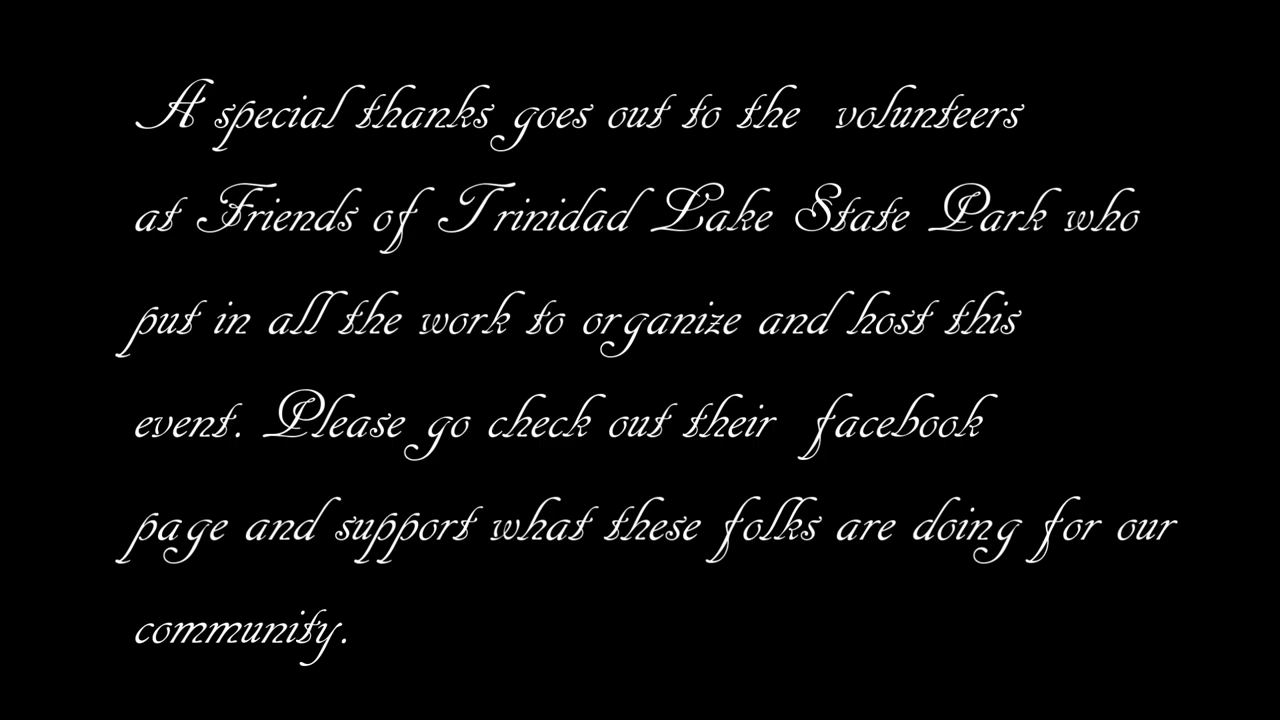 A special thanks goes out to the volunteers
at Friends of Trinidad Lake State Park who
put in all the work to organize and host this
event. Please go check out their facebook
page and support what these folks are doing for our
community.